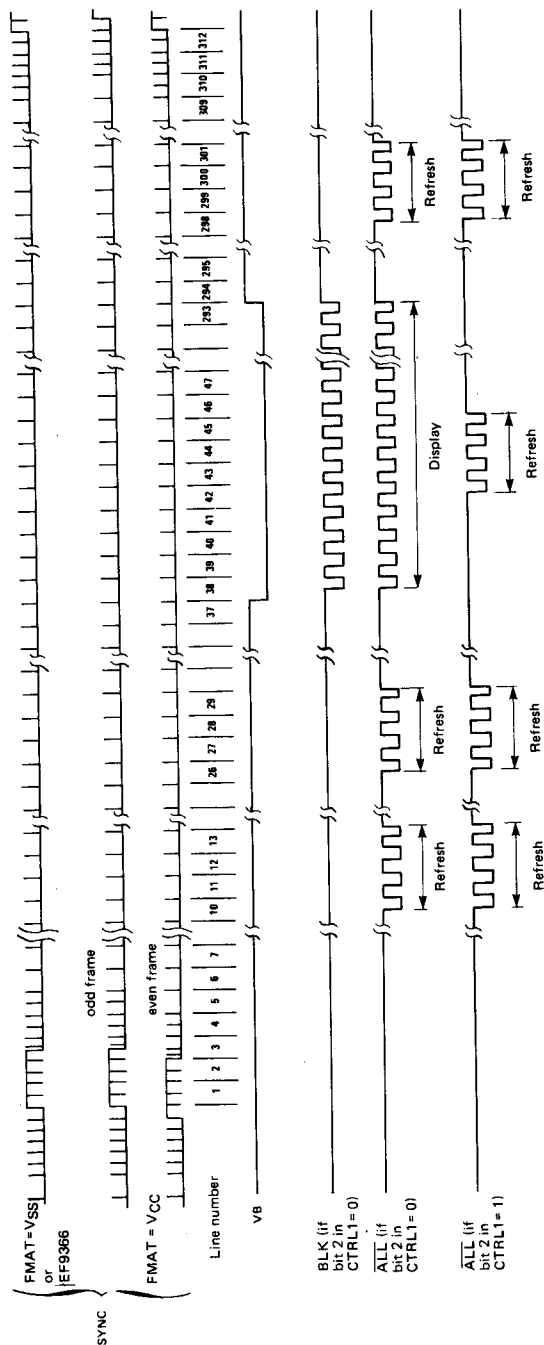 SYNC
FMAT = VSS
or
EF9366
odd frame
even frame
FMAT = VCC
Line number
1 2 3 4 5 6 7 10 11 12 13 26 27 28 29 37 38 39 40 41 42 43 44 45 46 47 293 294 295 298 299 300 301 309 310 311 312
VB
BLK (if
bit 2 in
CTRL1= 0)
ALL (if
bit 2 in
CTRL1= 0)
Refresh
Refresh
Display
Refresh
ALL (if
bit 2 in
CTRL1= 1)
Refresh
Refresh
Refresh
Refresh